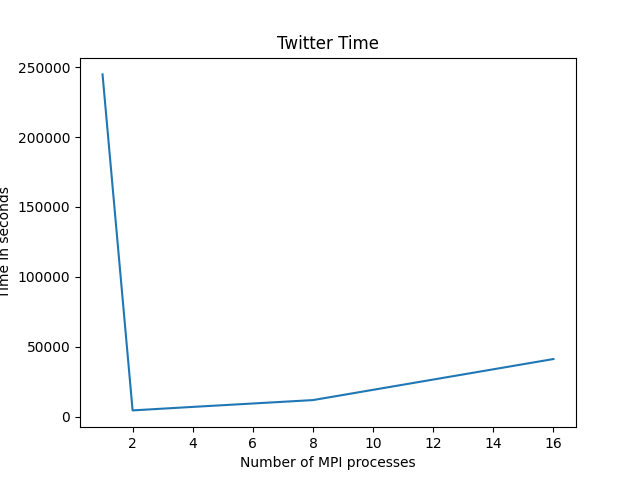 Twitter Time
250000
200000
150000
100000
50000
0
Time in seconds
2 4 6 8 10 12 14 16
Number of MPI processes